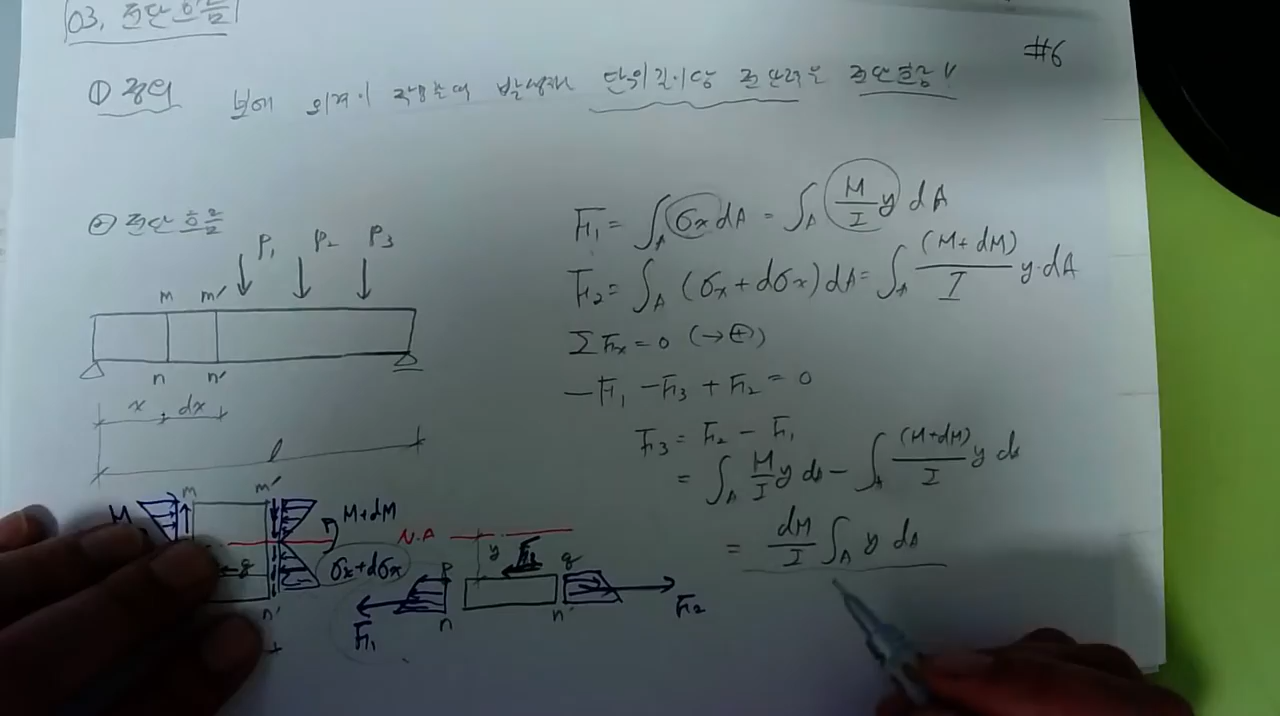 03. 전단흐름
#6
① 정의 보에 외력이 작용하여 발생하는 단위길이당 전단력은 전단흐름
② 전단흐름
P₁ P₂ P₃
m m′
n n′
x dx
l
F₁ = ∫A σx dA = ∫A M/I y dA
F₂ = ∫A (σx + dσx) dA = ∫A (M+dM)/I y·dA
ΣFx = 0 (→⊕)
−F₁ − F₃ + F₂ = 0
F₃ = F₂ − F₁
= ∫A M/I y dA − ∫A (M+dM)/I y dA
= dM/I ∫A y dA
m m′
M M+dM
N.A
σx+dσx
n′
y F₃
p q
n n′
F₁ F₂